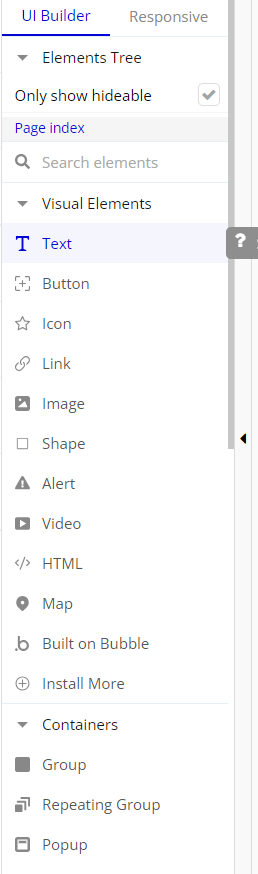 UI Builder Responsive
Elements Tree
Only show hideable
Page index
Search elements
Visual Elements
T Text
?
Button
Icon
Link
Image
Shape
Alert
Video
</> HTML
Map
b Built on Bubble
Install More
Containers
Group
Repeating Group
Popup